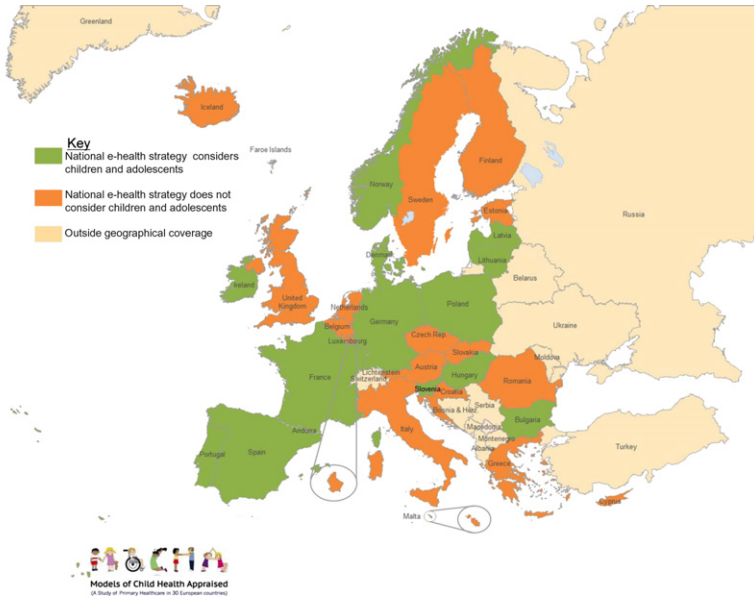 Greenland
Iceland
Key
National e-health strategy considers
children and adolescents
Faroe Islands
National e-health strategy does not
consider children and adolescents
Outside geographical coverage
Norway
Sweden
Finland
Russia
Estonia
Latvia
Lithuania
Denmark
Belarus
Ireland
United
Kingdom
Netherlands
Poland
Belgium
Germany
Luxembourg
Czech Rep.
Ukraine
Slovakia
Moldova
Liechtenstein
Switzerland
Austria
Hungary
France
Slovenia
Croatia
Romania
Bosnia & Herz.
Serbia
Bulgaria
Andorra
Italy
Macedonia
Montenegro
Albania
Portugal
Spain
Turkey
Greece
Cyprus
Malta
MOCHA
Models of Child Health Appraised
(A Study of Primary Healthcare in 30 European countries)